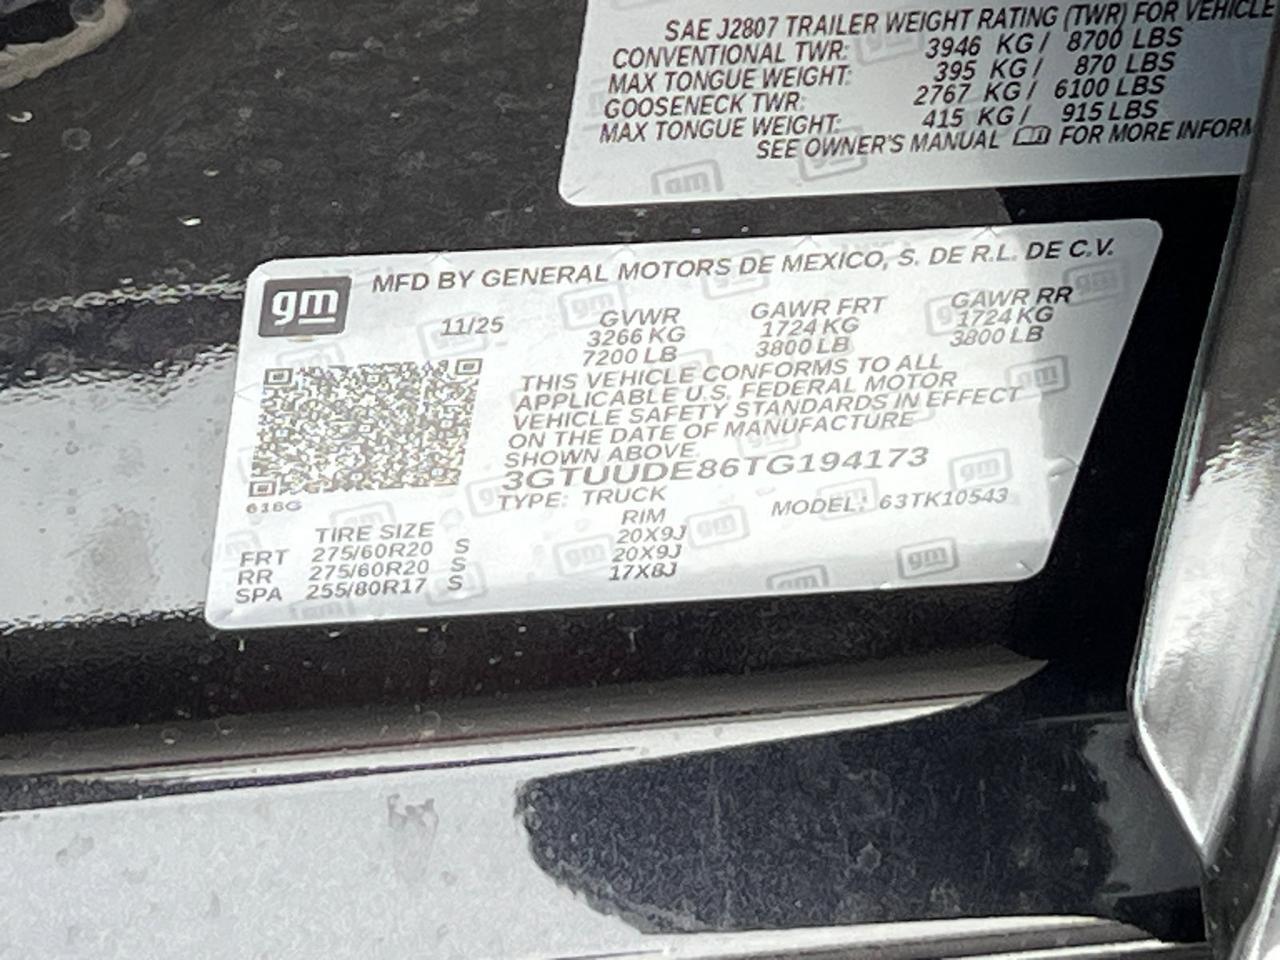 SAE J2807 TRAILER WEIGHT RATING (TWR) FOR VEHICLE
CONVENTIONAL TWR: 3946 KG / 8700 LBS
MAX TONGUE WEIGHT: 395 KG / 870 LBS
GOOSENECK TWR: 2767 KG / 6100 LBS
MAX TONGUE WEIGHT: 415 KG / 915 LBS
SEE OWNER'S MANUAL FOR MORE INFORM
gm
MFD BY GENERAL MOTORS DE MEXICO, S. DE R.L. DE C.V.
11/25 GVWR GAWR FRT GAWR RR
3266 KG 1724 KG 1724 KG
7200 LB 3800 LB 3800 LB
THIS VEHICLE CONFORMS TO ALL
APPLICABLE U.S. FEDERAL MOTOR
VEHICLE SAFETY STANDARDS IN EFFECT
ON THE DATE OF MANUFACTURE
SHOWN ABOVE.
3GTUUDE86TG194173
TYPE: TRUCK MODEL: 63TK10543
TIRE SIZE RIM
FRT 275/60R20 S 20X9J
RR 275/60R20 S 20X9J
SPA 255/80R17 S 17X8J